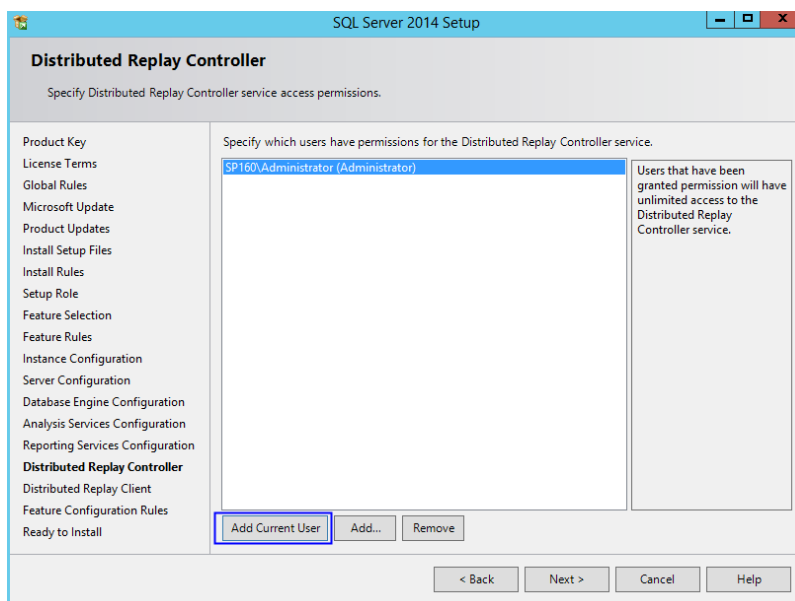 SQL Server 2014 Setup
Distributed Replay Controller
Specify Distributed Replay Controller service access permissions.
Product Key
License Terms
Global Rules
Microsoft Update
Product Updates
Install Setup Files
Install Rules
Setup Role
Feature Selection
Feature Rules
Instance Configuration
Server Configuration
Database Engine Configuration
Analysis Services Configuration
Reporting Services Configuration
Distributed Replay Controller
Distributed Replay Client
Feature Configuration Rules
Ready to Install
Specify which users have permissions for the Distributed Replay Controller service.
SP160\Administrator (Administrator)
Users that have been
granted permission will have
unlimited access to the
Distributed Replay
Controller service.
Add Current User
Add...
Remove
< Back
Next >
Cancel
Help